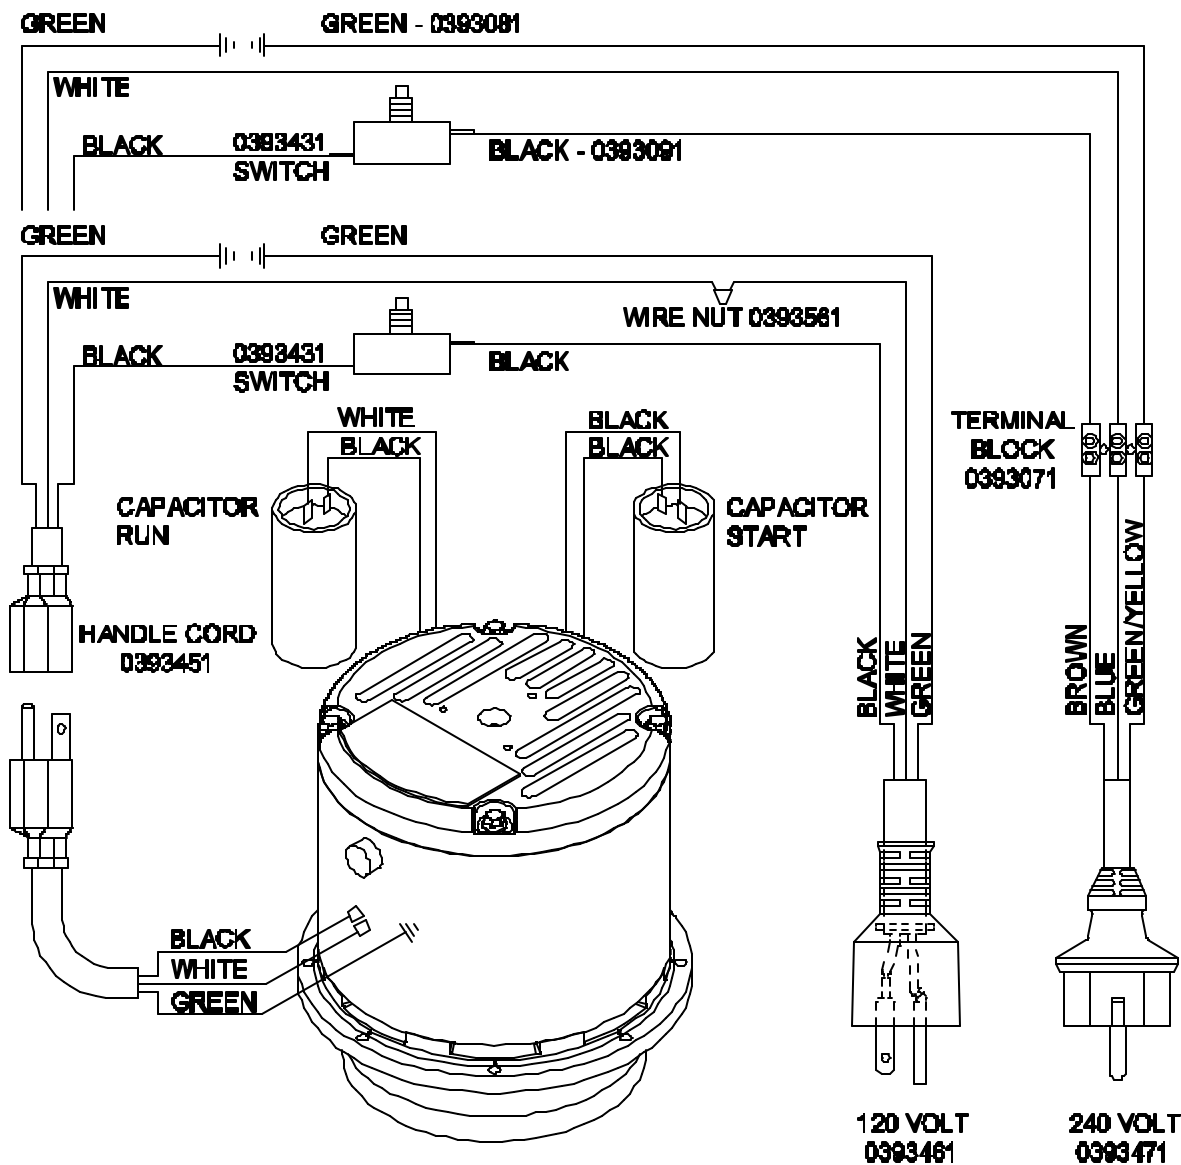 GREEN
GREEN - 0393081
WHITE
BLACK
0393431
SWITCH
BLACK - 0393091
GREEN
GREEN
WHITE
WIRE NUT 0393561
BLACK
0393431
SWITCH
BLACK
WHITE
BLACK
BLACK
BLACK
TERMINAL
BLOCK
0393071
CAPACITOR
RUN
CAPACITOR
START
HANDLE CORD
0393451
BLACK
WHITE
GREEN
BROWN
BLUE
GREEN/YELLOW
BLACK
WHITE
GREEN
120 VOLT
0393461
240 VOLT
0393471